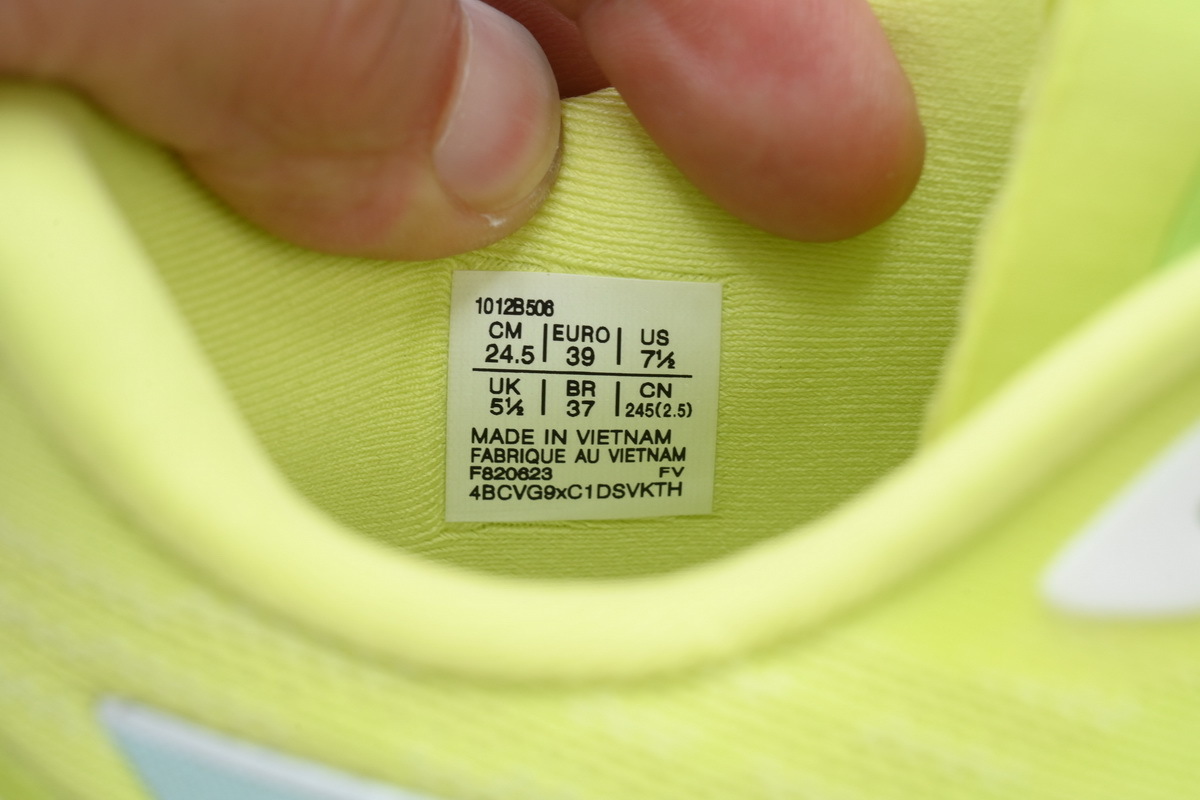 1012B506
CM | EURO | US
24.5 | 39 | 7½
UK | BR | CN
5½ | 37 | 245(2.5)
MADE IN VIETNAM
FABRIQUE AU VIETNAM
F820623 FV
4BCVG9xC1DSVKTH